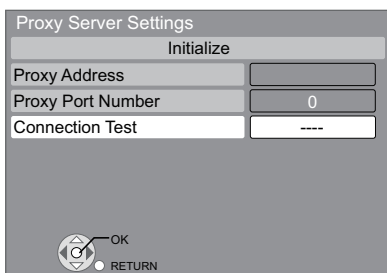 Proxy Server Settings
Initialize
Proxy Address
Proxy Port Number 0
Connection Test ----
OK
RETURN